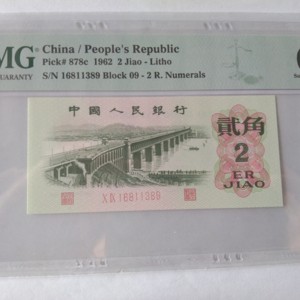 MG China / People's Republic
GUARANTY Pick# 878c 1962 2 Jiao - Litho
S/N 16811389 Block 09 - 2 R. Numerals
中國人民銀行
貳角
2
ER
JIAO
X IX 16811389